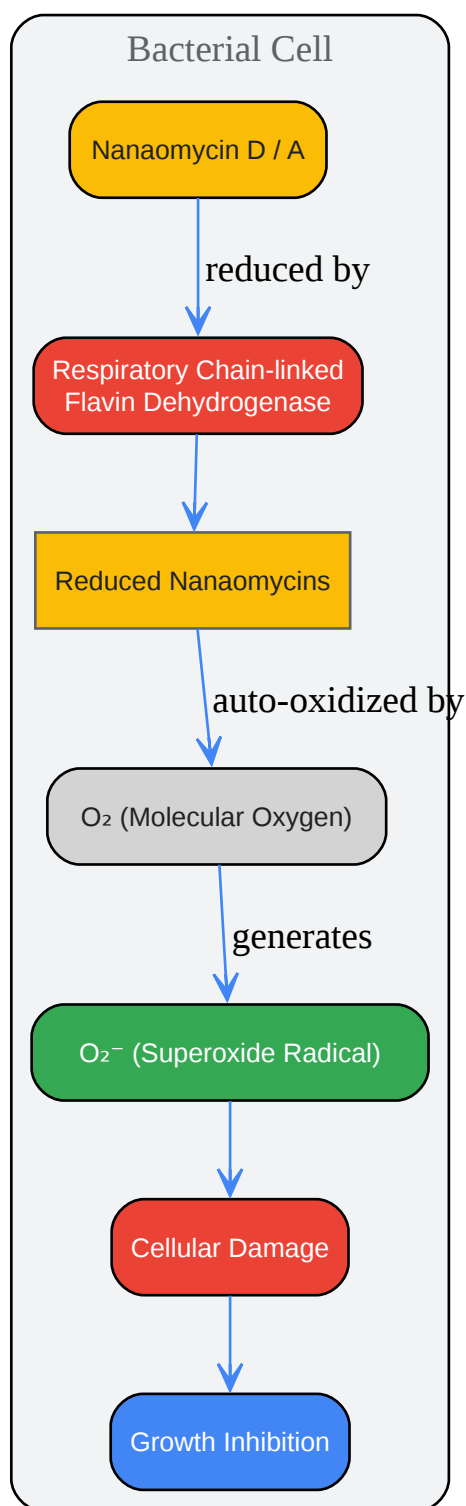 Bacterial Cell
Nanaomycin D / A
reduced by
Respiratory Chain-linked
Flavin Dehydrogenase
Reduced Nanaomycins
auto-oxidized by
O₂ (Molecular Oxygen)
generates
O₂⁻ (Superoxide Radical)
Cellular Damage
Growth Inhibition